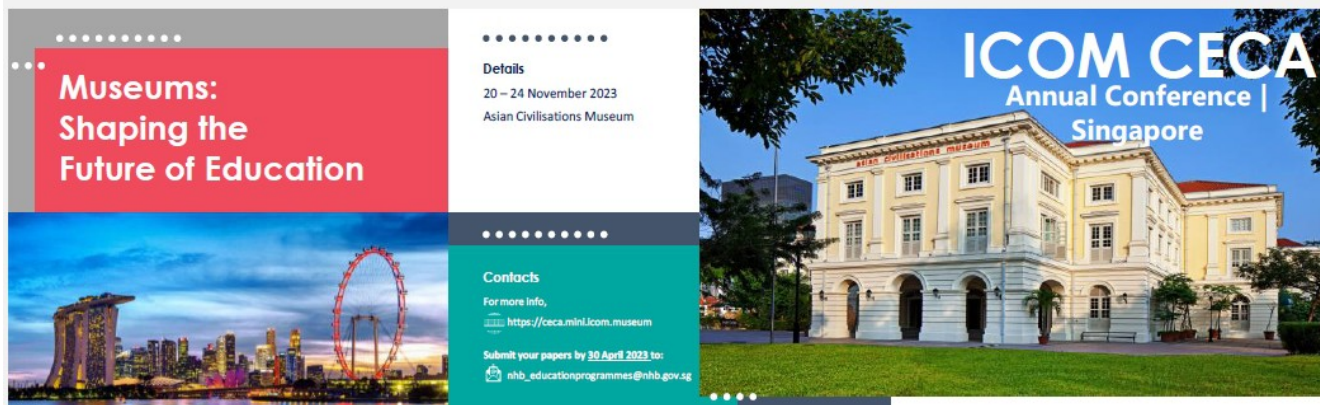 Museums:
Shaping the
Future of Education
Details
20 – 24 November 2023
Asian Civilisations Museum
Contacts
For more info,
https://ceca.mini.icom.museum
Submit your papers by 30 April 2023 to:
nhb_educationprogrammes@nhb.gov.sg
ICOM CECA
Annual Conference |
Singapore
asian civilisations museum